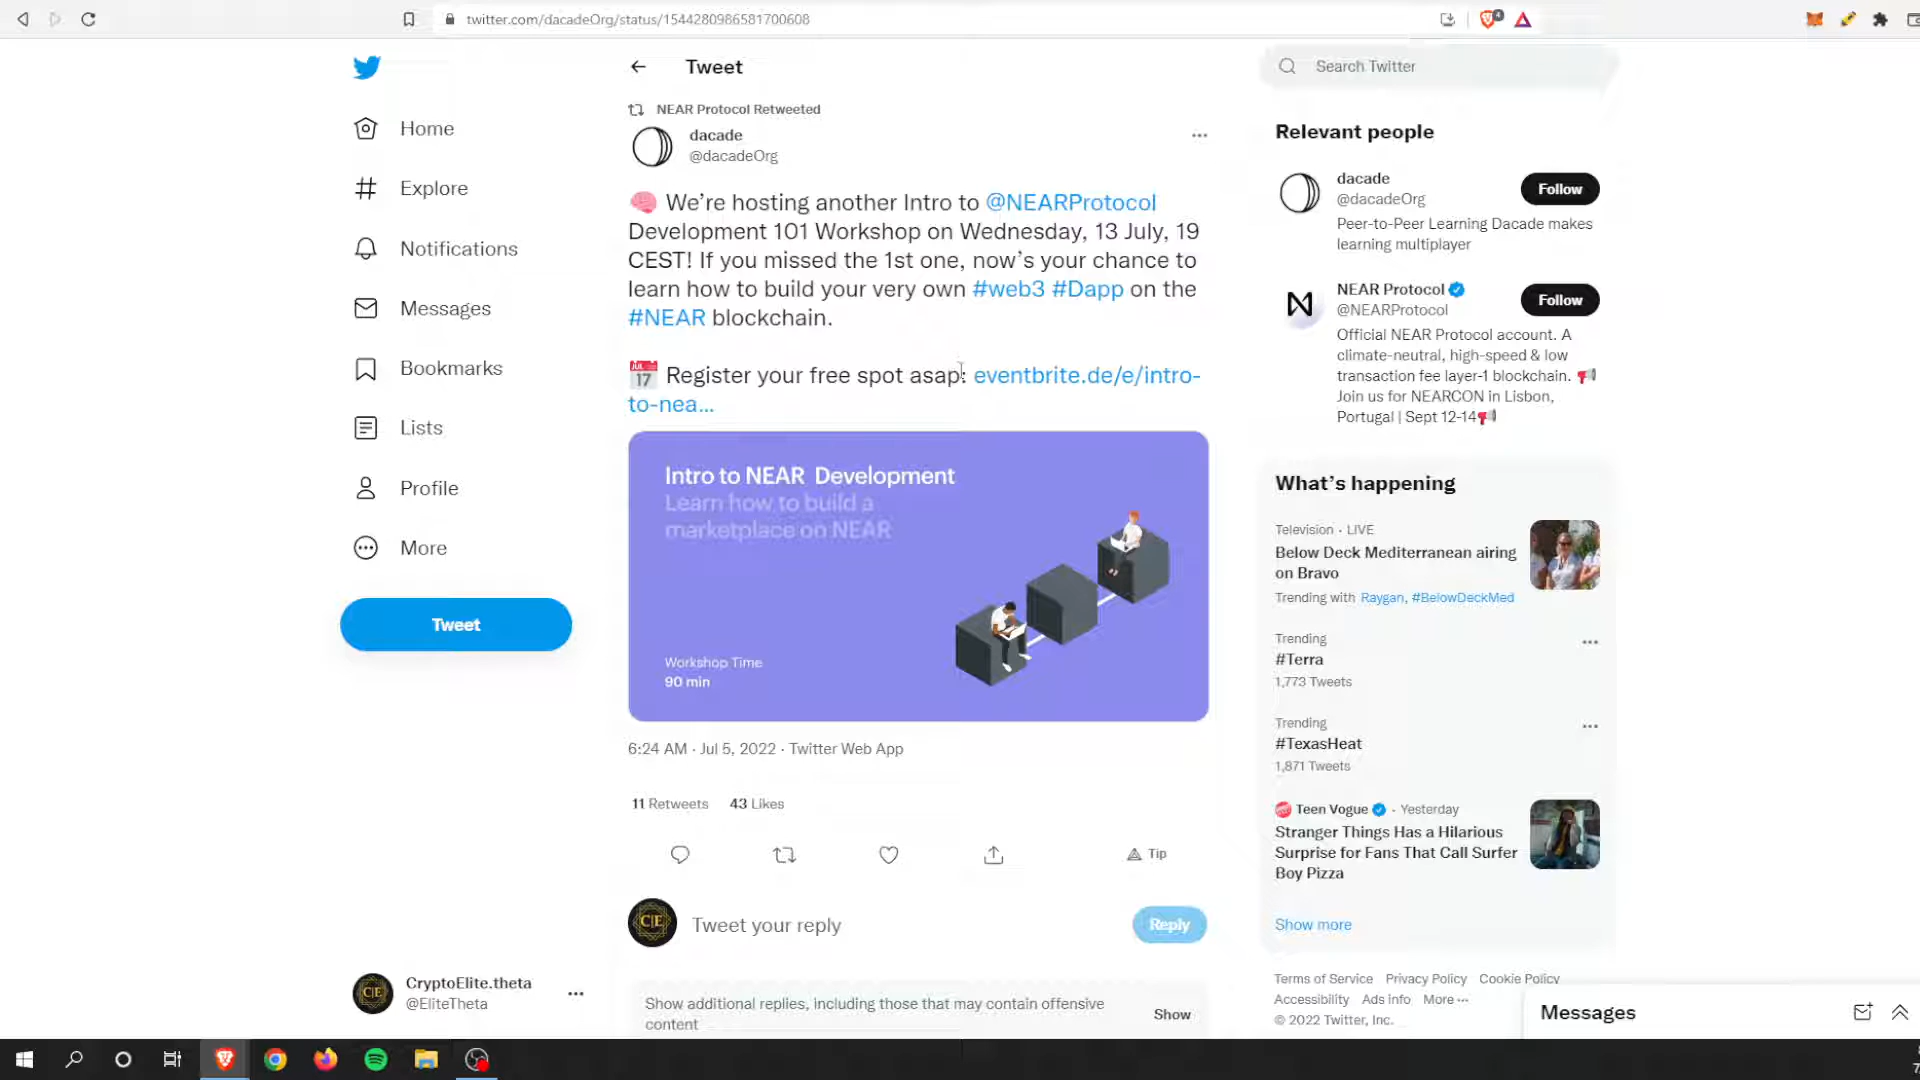 twitter.com/dacadeOrg/status/1544280986581700608
4
Home
Explore
Notifications
Messages
Bookmarks
Lists
Profile
More
Tweet
CryptoElite.theta
@EliteTheta
Tweet
NEAR Protocol Retweeted
dacade
@dacadeOrg
We're hosting another Intro to @NEARProtocol
Development 101 Workshop on Wednesday, 13 July, 19
CEST! If you missed the 1st one, now's your chance to
learn how to build your very own #web3 #Dapp on the
#NEAR blockchain.
JUL
17
Register your free spot asap: eventbrite.de/e/intro-
to-nea...
Intro to NEAR Development
Learn how to build a
marketplace on NEAR
Workshop Time
90 min
6:24 AM · Jul 5, 2022 · Twitter Web App
11 Retweets 43 Likes
Tip
C|E
Tweet your reply
Reply
Show additional replies, including those that may contain offensive
content
Show
Search Twitter
Relevant people
dacade
@dacadeOrg
Follow
Peer-to-Peer Learning Dacade makes
learning multiplayer
NEAR Protocol
@NEARProtocol
Follow
Official NEAR Protocol account. A
climate-neutral, high-speed & low
transaction fee layer-1 blockchain.
Join us for NEARCON in Lisbon,
Portugal | Sept 12-14
What's happening
Television · LIVE
Below Deck Mediterranean airing
on Bravo
Trending with Raygan, #BelowDeckMed
Trending
#Terra
1,773 Tweets
Trending
#TexasHeat
1,871 Tweets
Teen Vogue · Yesterday
Stranger Things Has a Hilarious
Surprise for Fans That Call Surfer
Boy Pizza
Show more
Terms of Service Privacy Policy Cookie Policy
Accessibility Ads info More ···
© 2022 Twitter, Inc.
Messages